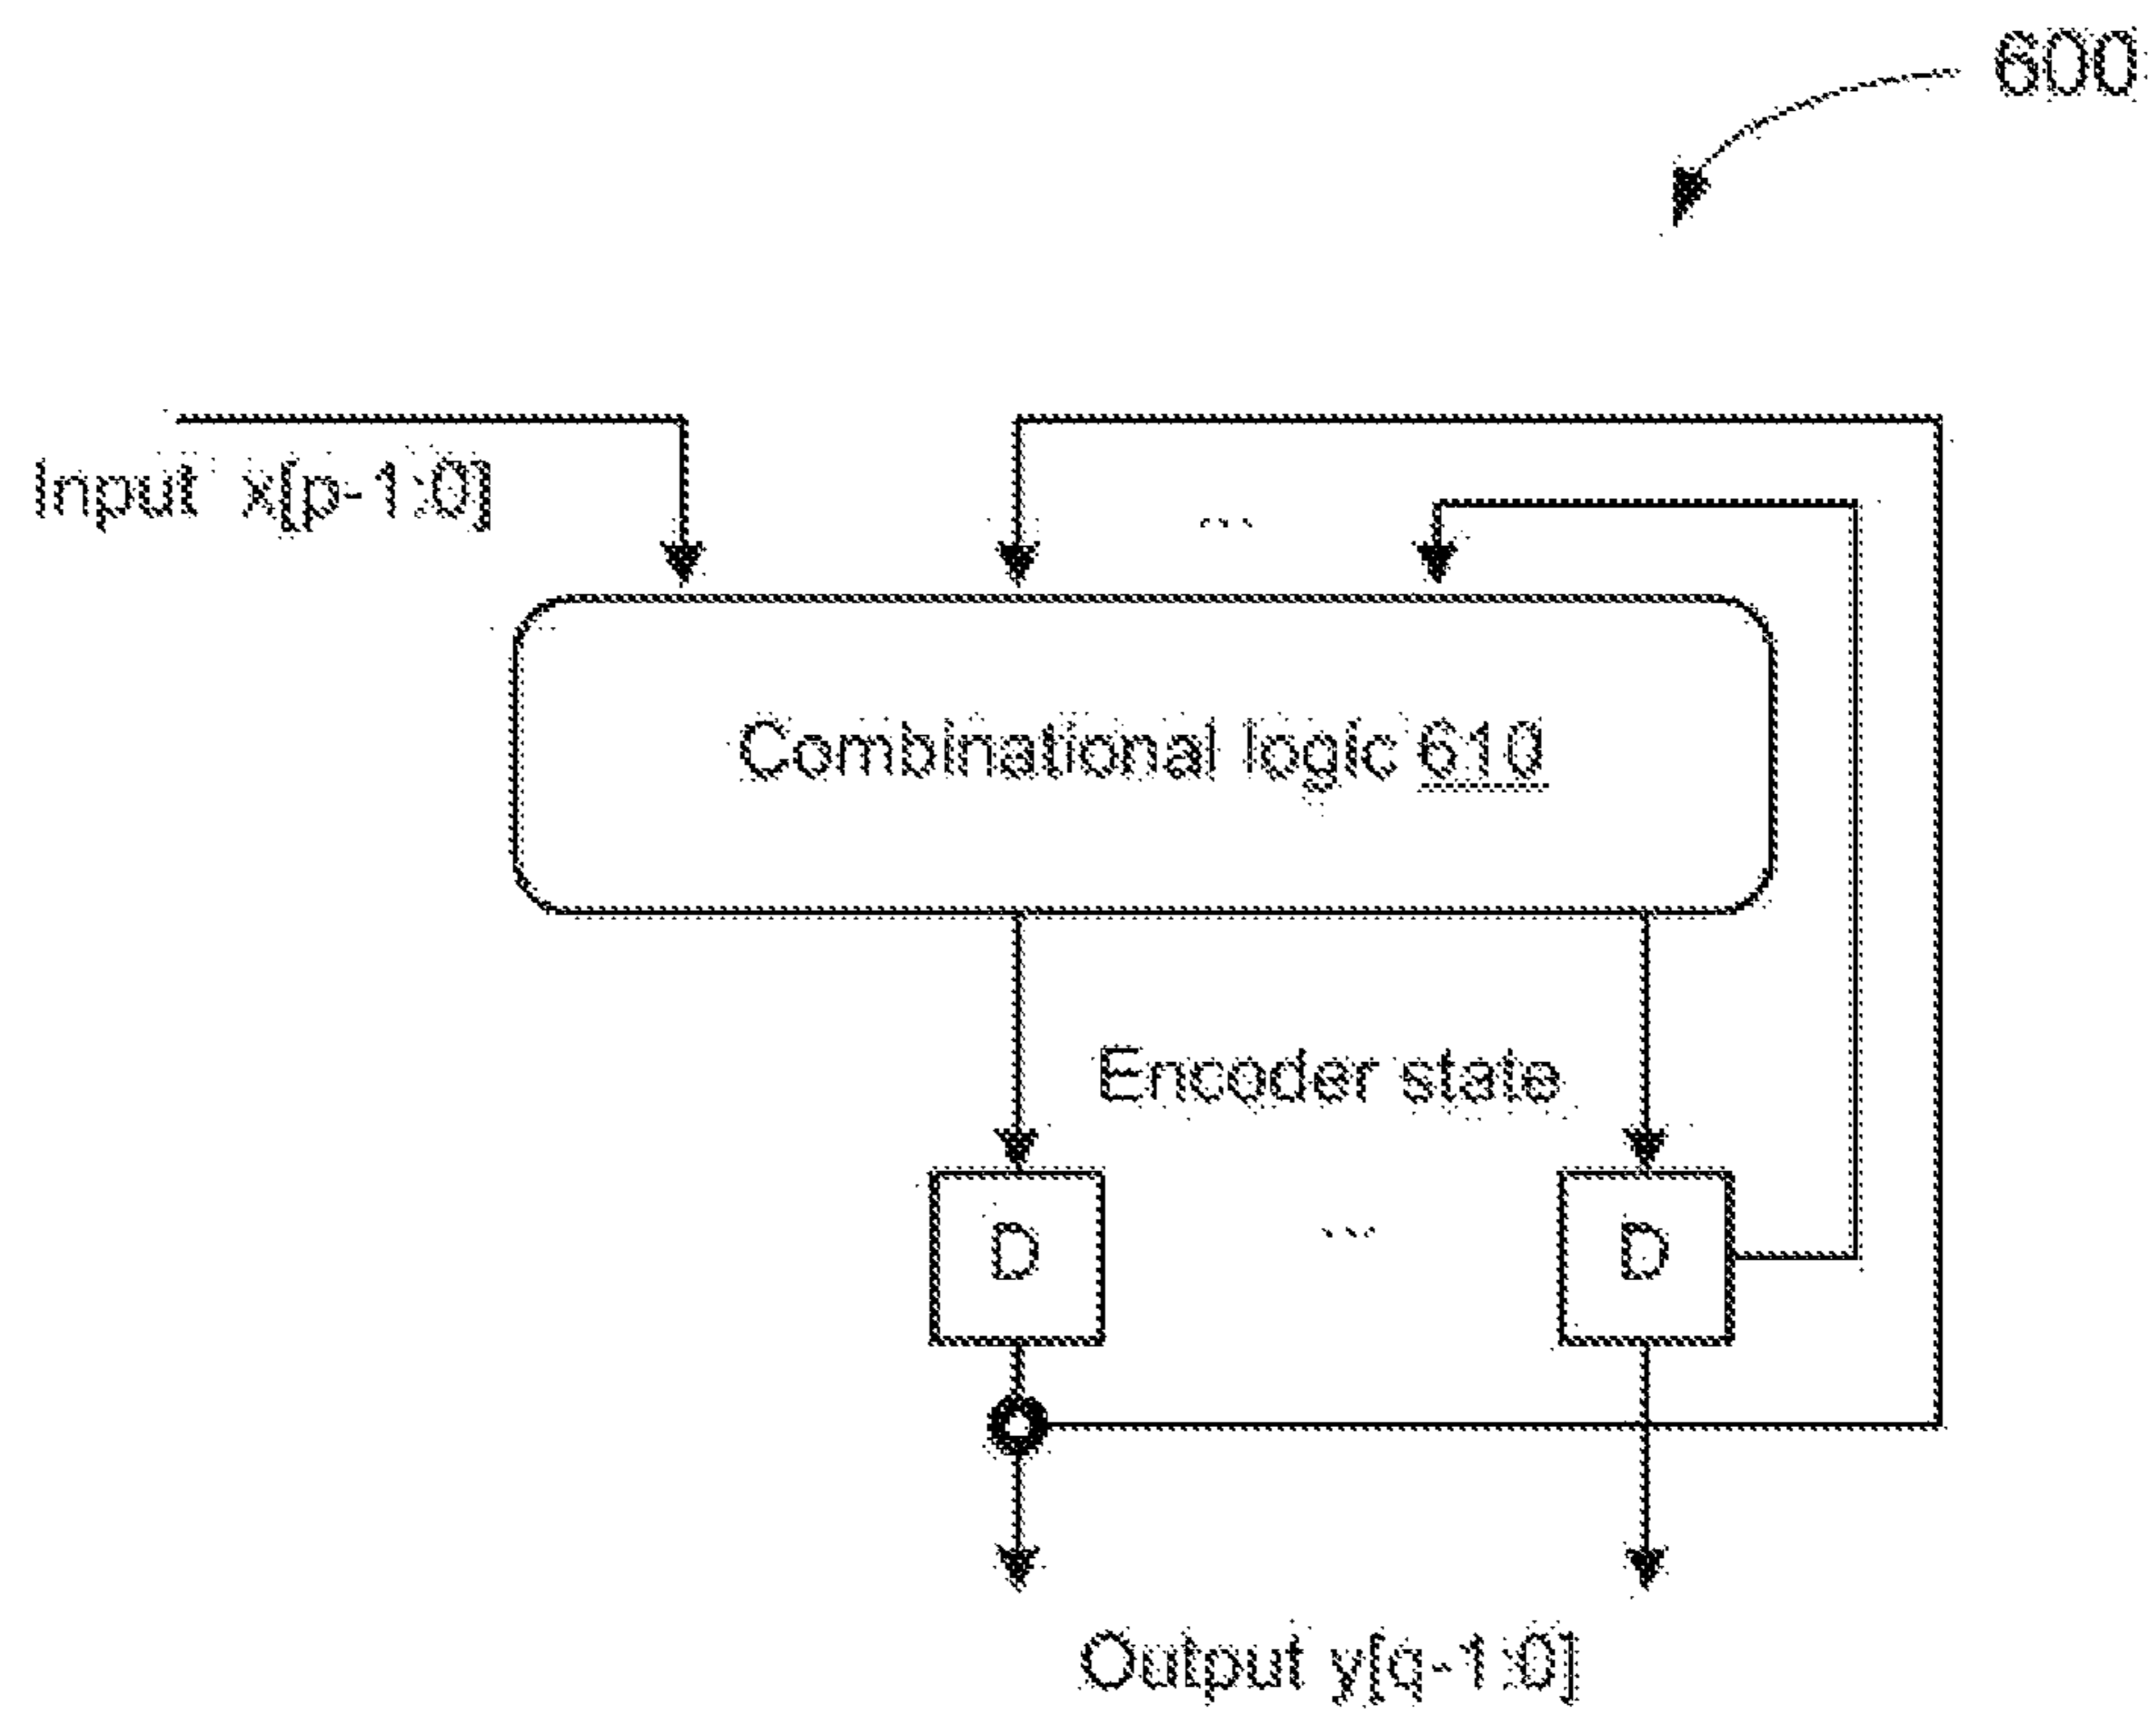 600
Input x[p-1:0]
...
Combinational logic 610
Encoder state
D
...
D
Output y[q-1:0]